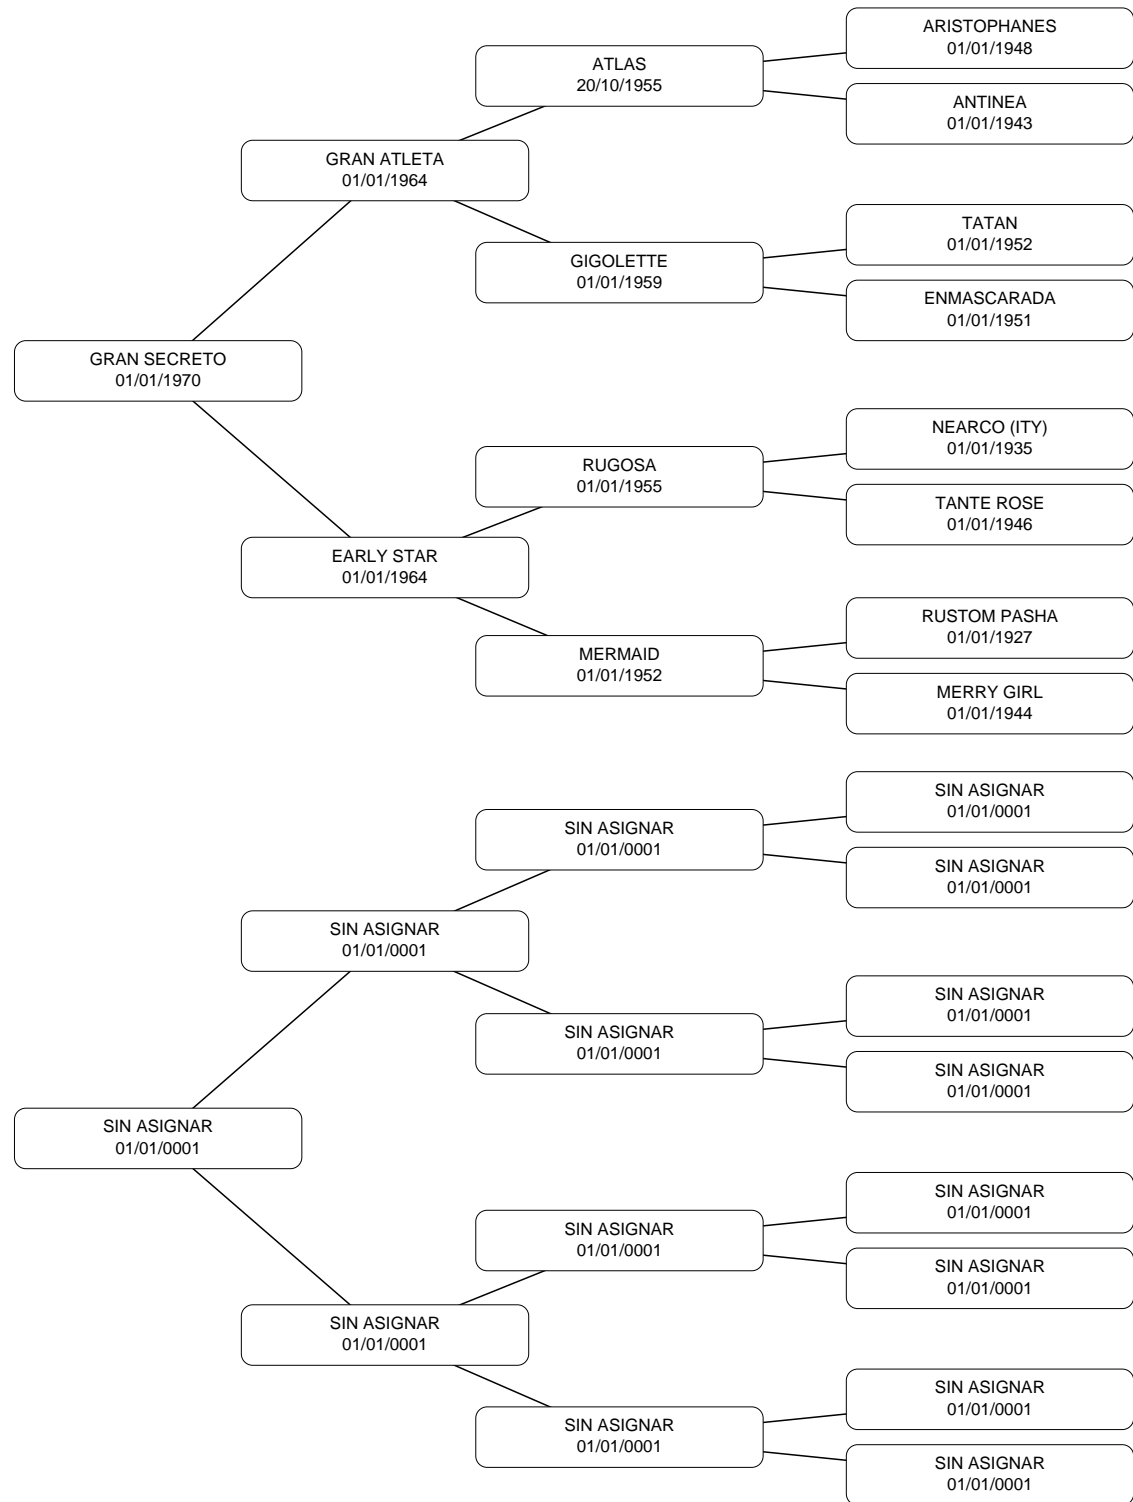 ARISTOPHANES
01/01/1948
ATLAS
20/10/1955
ANTINEA
01/01/1943
GRAN ATLETA
01/01/1964
TATAN
01/01/1952
GIGOLETTE
01/01/1959
ENMASCARADA
01/01/1951
GRAN SECRETO
01/01/1970
NEARCO (ITY)
01/01/1935
RUGOSA
01/01/1955
TANTE ROSE
01/01/1946
EARLY STAR
01/01/1964
RUSTOM PASHA
01/01/1927
MERMAID
01/01/1952
MERRY GIRL
01/01/1944
SIN ASIGNAR
01/01/0001
SIN ASIGNAR
01/01/0001
SIN ASIGNAR
01/01/0001
SIN ASIGNAR
01/01/0001
SIN ASIGNAR
01/01/0001
SIN ASIGNAR
01/01/0001
SIN ASIGNAR
01/01/0001
SIN ASIGNAR
01/01/0001
SIN ASIGNAR
01/01/0001
SIN ASIGNAR
01/01/0001
SIN ASIGNAR
01/01/0001
SIN ASIGNAR
01/01/0001
SIN ASIGNAR
01/01/0001
SIN ASIGNAR
01/01/0001
SIN ASIGNAR
01/01/0001